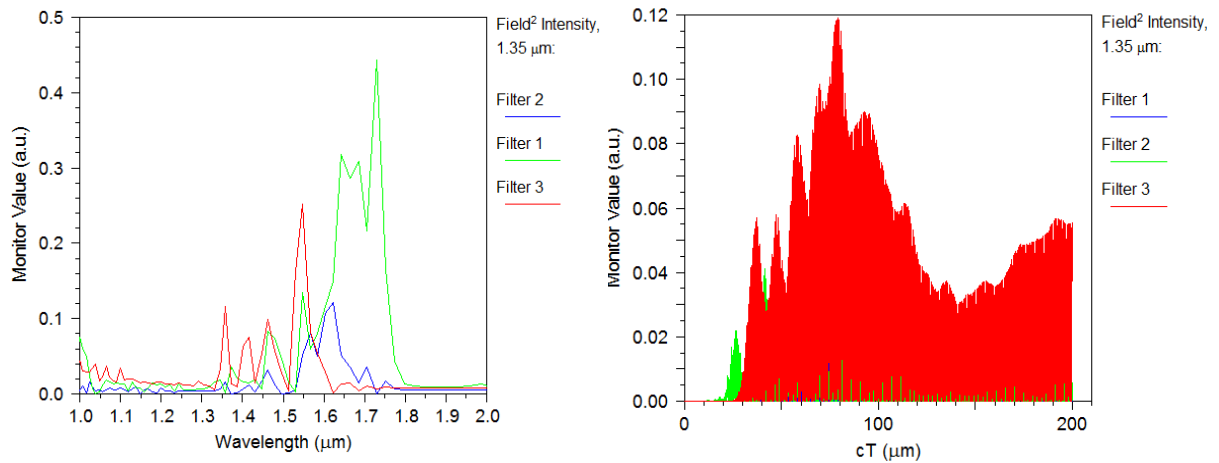 0.5
0.4
0.3
0.2
0.1
0.0
Monitor Value (a.u.)
1.0 1.1 1.2 1.3 1.4 1.5 1.6 1.7 1.8 1.9 2.0
Wavelength (μm)
Field² Intensity,
1.35 μm:
Filter 2
Filter 1
Filter 3
0.12
0.10
0.08
0.06
0.04
0.02
0.00
Monitor Value (a.u.)
0 100 200
cT (μm)
Field² Intensity,
1.35 μm:
Filter 1
Filter 2
Filter 3